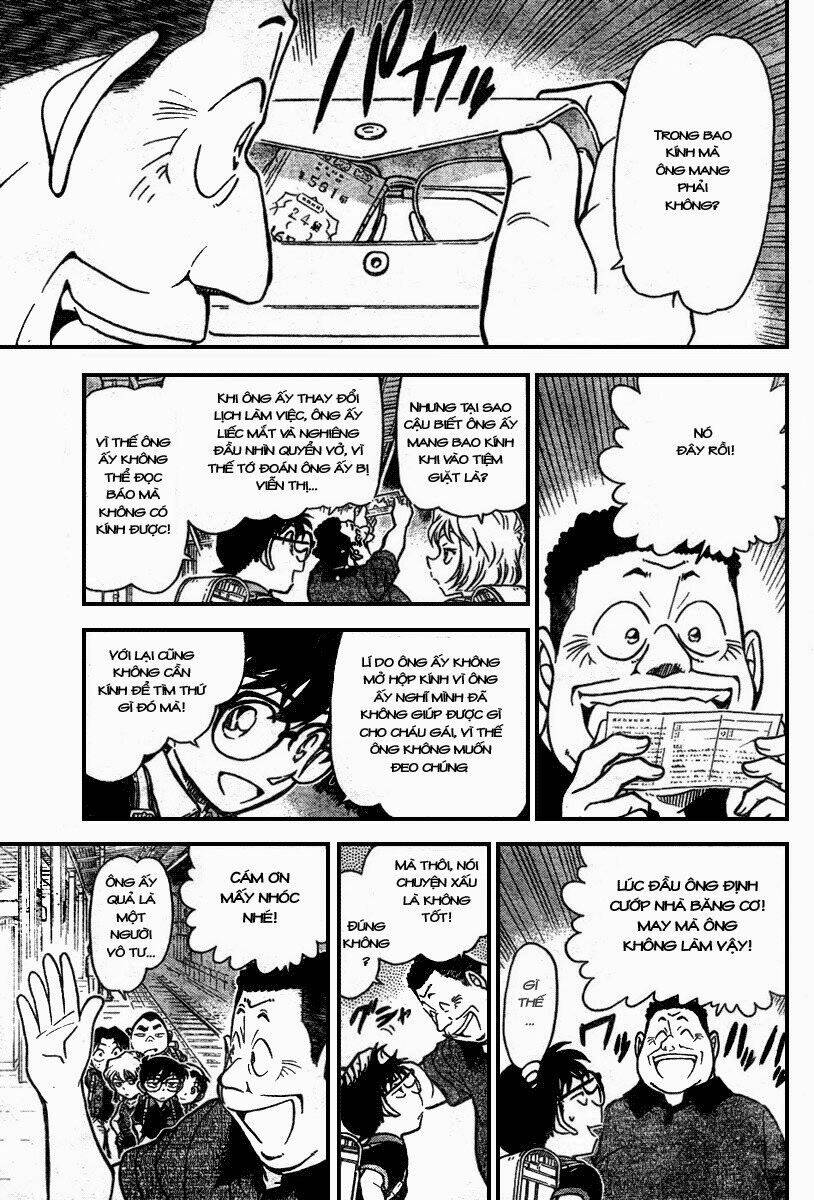 パカッ
TRONG BAO
KÍNH MÀ
ÔNG MANG
PHẢI
KHÔNG?
561
24
NÓ
ĐÂY RỒI!
NHƯNG TẠI SAO
CẬU BIẾT ÔNG ẤY
MANG BAO KÍNH
KHI VÀO TIỆM
GIẶT LÀ?
KHI ÔNG ẤY THAY ĐỔI
LỊCH LÀM VIỆC, ÔNG ẤY
LIẾC MẮT VÀ NGHIÊNG
ĐẦU NHÌN QUYỂN VỞ, VÌ
THẾ TỚ ĐOÁN ÔNG ẤY BỊ
VIỄN THỊ...
VÌ THẾ ÔNG
ẤY KHÔNG
THỂ ĐỌC
BÁO MÀ
KHÔNG CÓ
KÍNH ĐƯỢC!
LÍ DO ÔNG ẤY KHÔNG
MỞ HỘP KÍNH VÌ ÔNG
ẤY NGHĨ MÌNH ĐÃ
KHÔNG GIÚP ĐƯỢC GÌ
CHO CHÁU GÁI, VÌ THẾ
ÔNG KHÔNG MUỐN
ĐEO CHÚNG
VỚI LẠI CŨNG
KHÔNG CẦN
KÍNH ĐỂ TÌM THỨ
GÌ ĐÓ MÀ!
LÚC ĐẦU ÔNG ĐỊNH
CƯỚP NHÀ BĂNG CƠ!
MAY MÀ ÔNG
KHÔNG LÀM VẬY!
GÌ
THẾ
...
MÀ THÔI, NÓI
CHUYỆN XẤU
LÀ KHÔNG
TỐT!
ĐÚNG
KHÔNG
?
CÁM ƠN
MẤY NHÓC
NHÉ!
ÔNG ẤY
QUẢ LÀ
MỘT
NGƯỜI
VÔ TƯ...